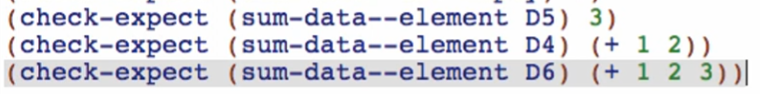 (check-expect (sum-data--element D5) 3)
(check-expect (sum-data--element D4) (+ 1 2))
(check-expect (sum-data--element D6) (+ 1 2 3))